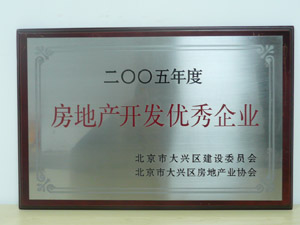 二〇〇五年度
房地产开发优秀企业
北京市大兴区建设委员会
北京市大兴区房地产业协会